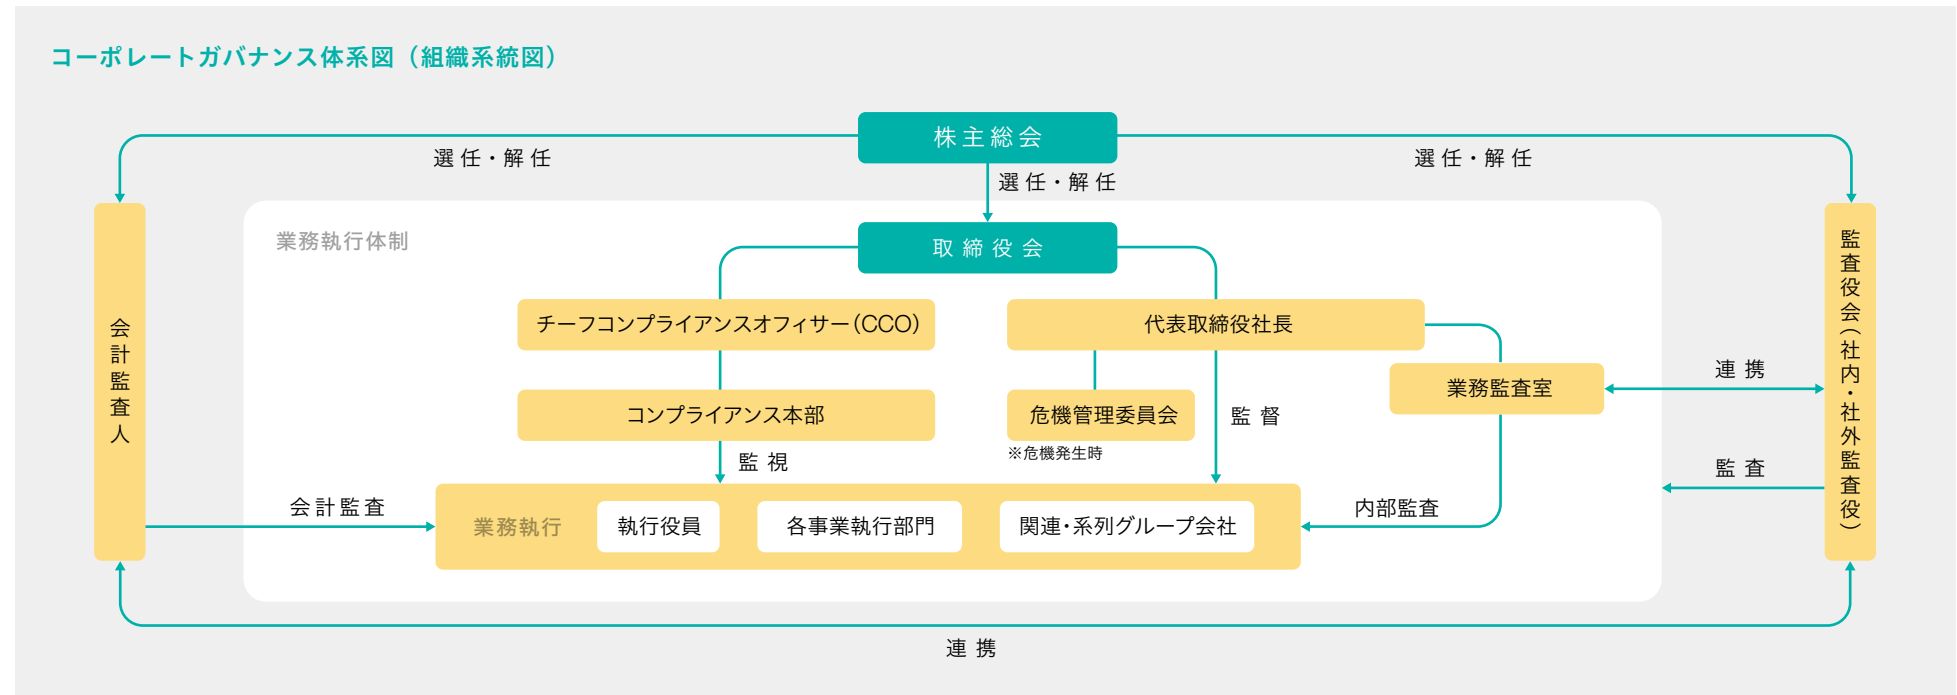 コーポレートガバナンス体系図（組織系統図）
株主総会
選任・解任
選任・解任
選任・解任
業務執行体制
取締役会
会計監査人
監査役会（社内・社外監査役）
チーフコンプライアンスオフィサー（CCO）
代表取締役社長
業務監査室
連携
コンプライアンス本部
危機管理委員会
監督
※危機発生時
監視
監査
会計監査
内部監査
業務執行
執行役員
各事業執行部門
関連・系列グループ会社
連携